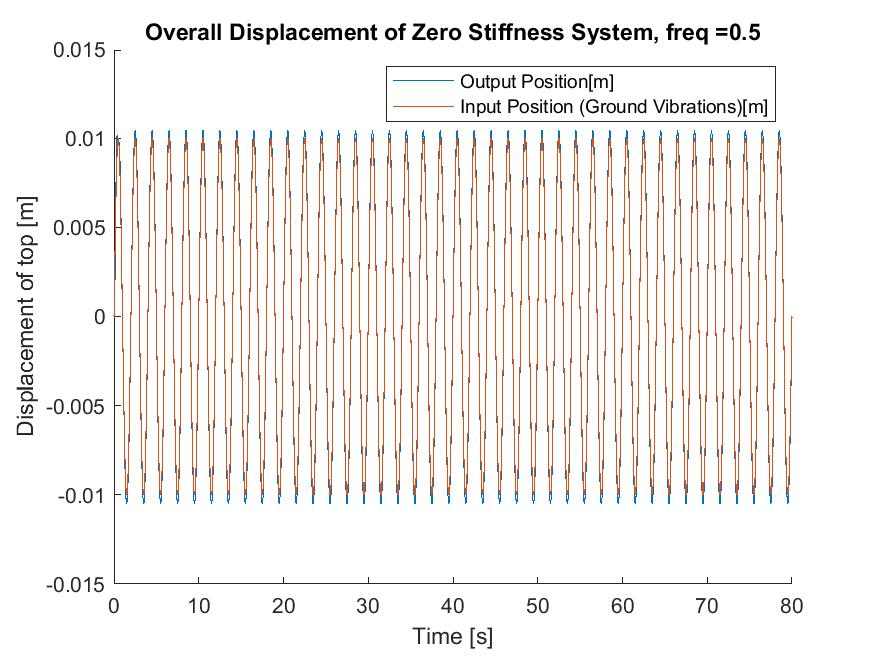 Overall Displacement of Zero Stiffness System, freq =0.5
0.015
Output Position[m]
Input Position (Ground Vibrations)[m]
0.01
0.005
0
-0.005
-0.01
-0.015
Displacement of top [m]
0 10 20 30 40 50 60 70 80
Time [s]